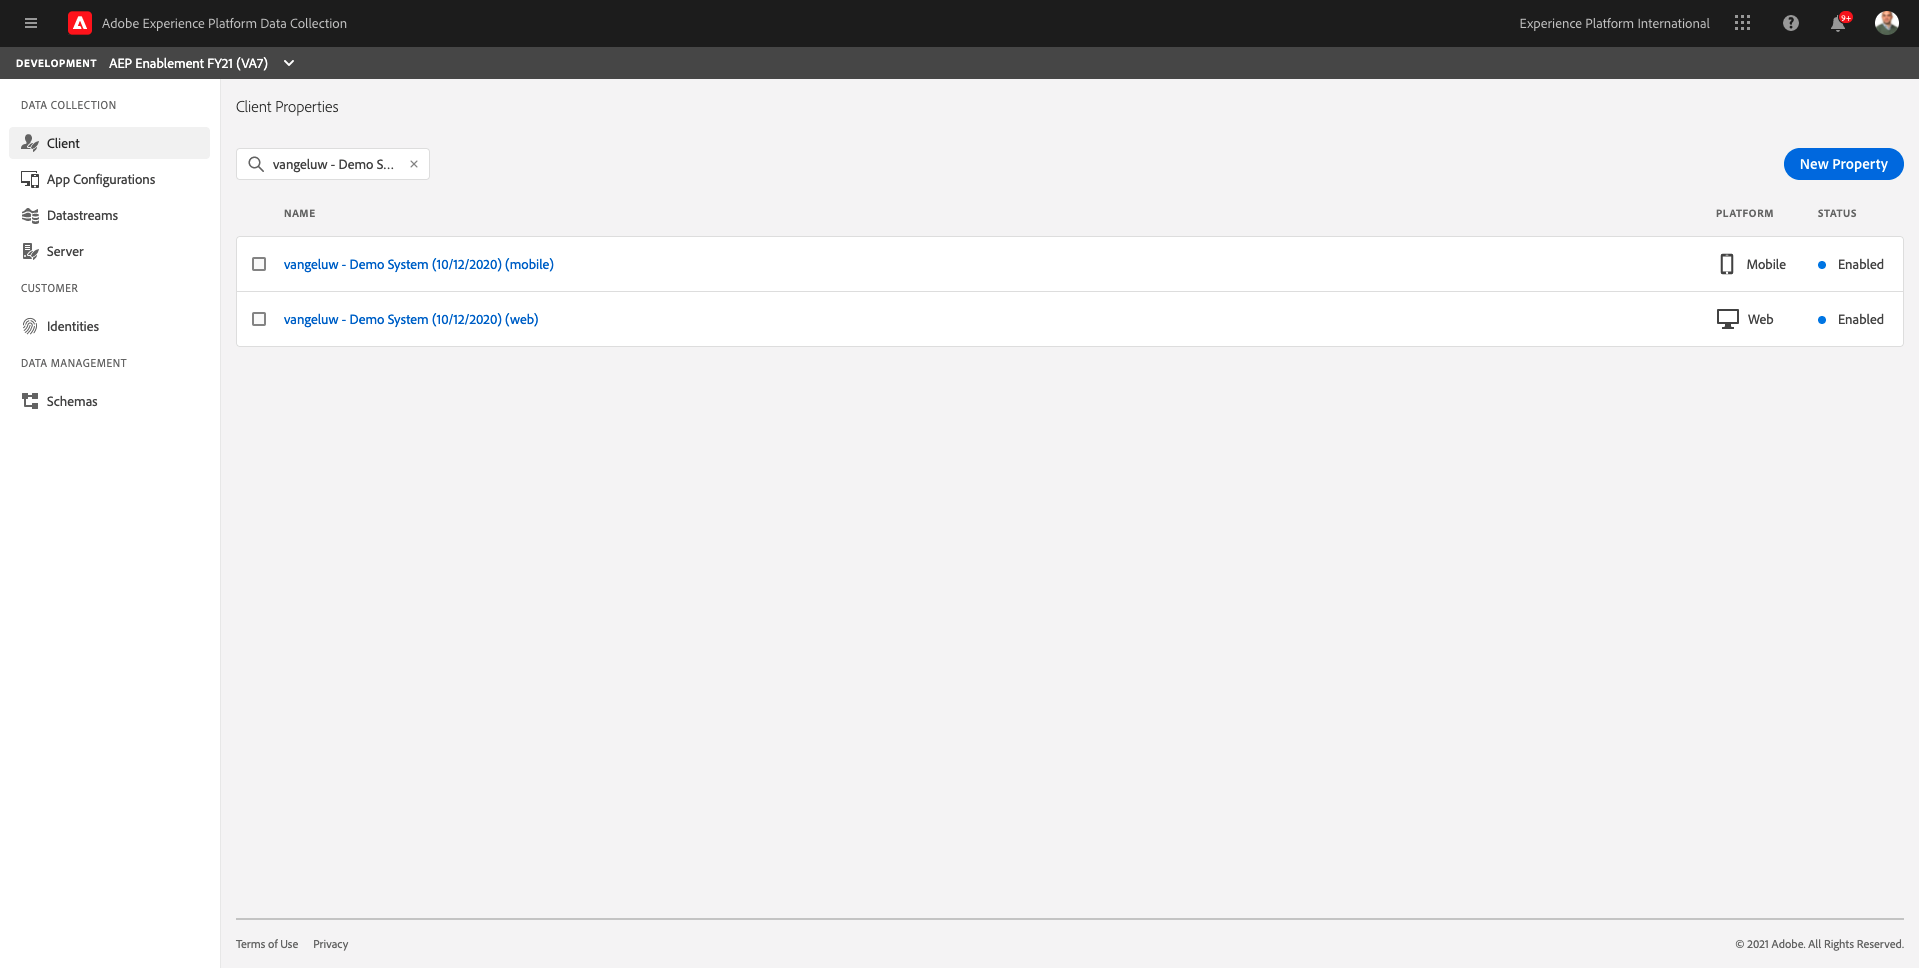 Adobe Experience Platform Data Collection
Experience Platform International
9+
DEVELOPMENT AEP Enablement FY21 (VA7)
DATA COLLECTION
Client
App Configurations
Datastreams
Server
CUSTOMER
Identities
DATA MANAGEMENT
Schemas
Client Properties
vangeluw - Demo S...
New Property
NAME PLATFORM STATUS
vangeluw - Demo System (10/12/2020) (mobile) Mobile Enabled
vangeluw - Demo System (10/12/2020) (web) Web Enabled
Terms of Use Privacy
© 2021 Adobe. All Rights Reserved.